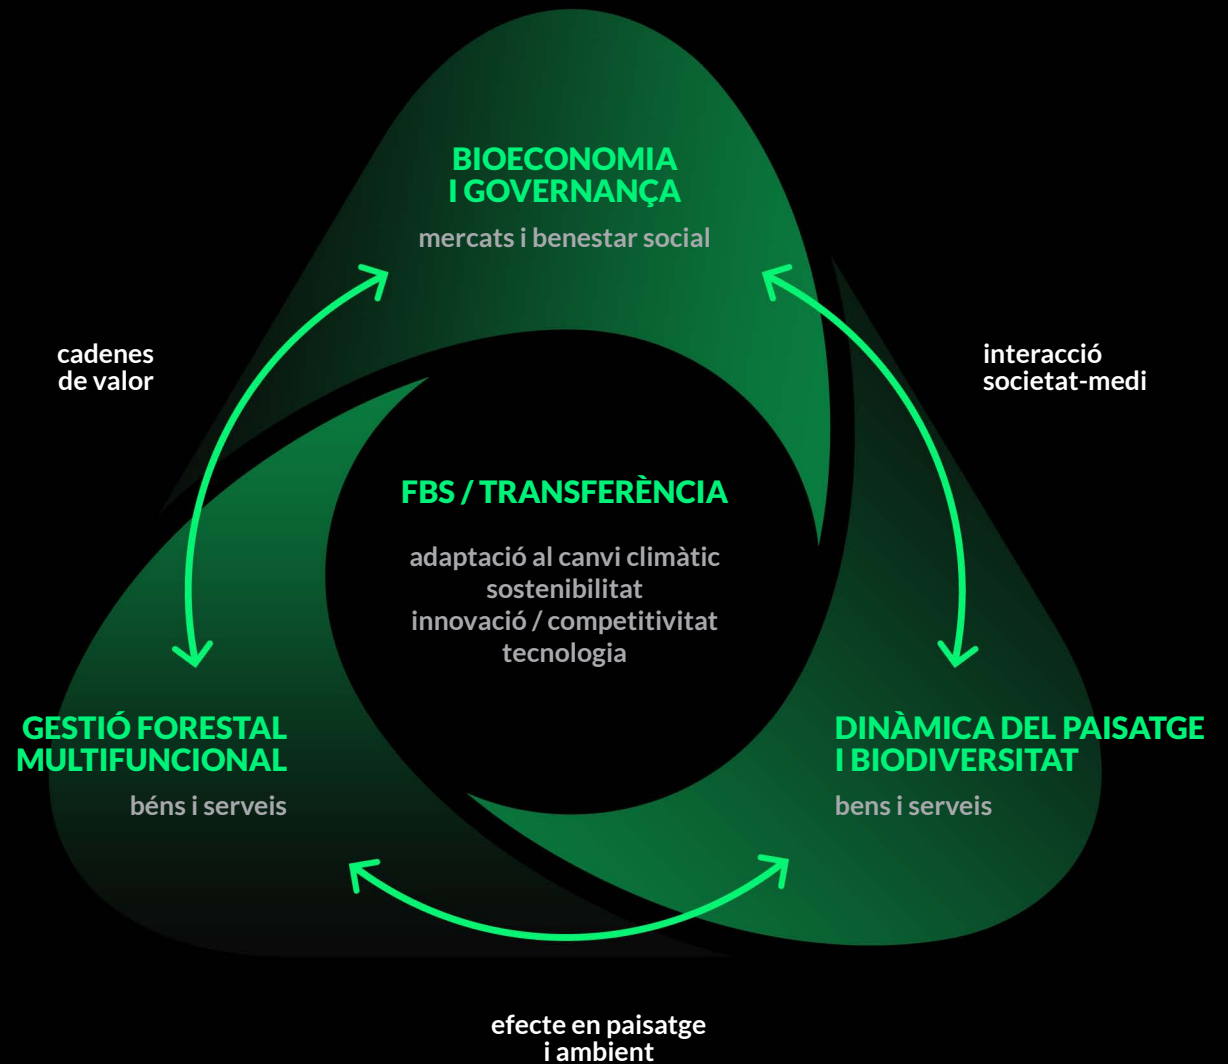 BIOECONOMIA
I GOVERNANÇA
mercats i benestar social
cadenes
de valor
interacció
societat-medi
FBS / TRANSFERÈNCIA
adaptació al canvi climàtic
sostenibilitat
innovació / competitivitat
tecnologia
GESTIÓ FORESTAL
MULTIFUNCIONAL
béns i serveis
DINÀMICA DEL PAISATGE
I BIODIVERSITAT
bens i serveis
efecte en paisatge
i ambient